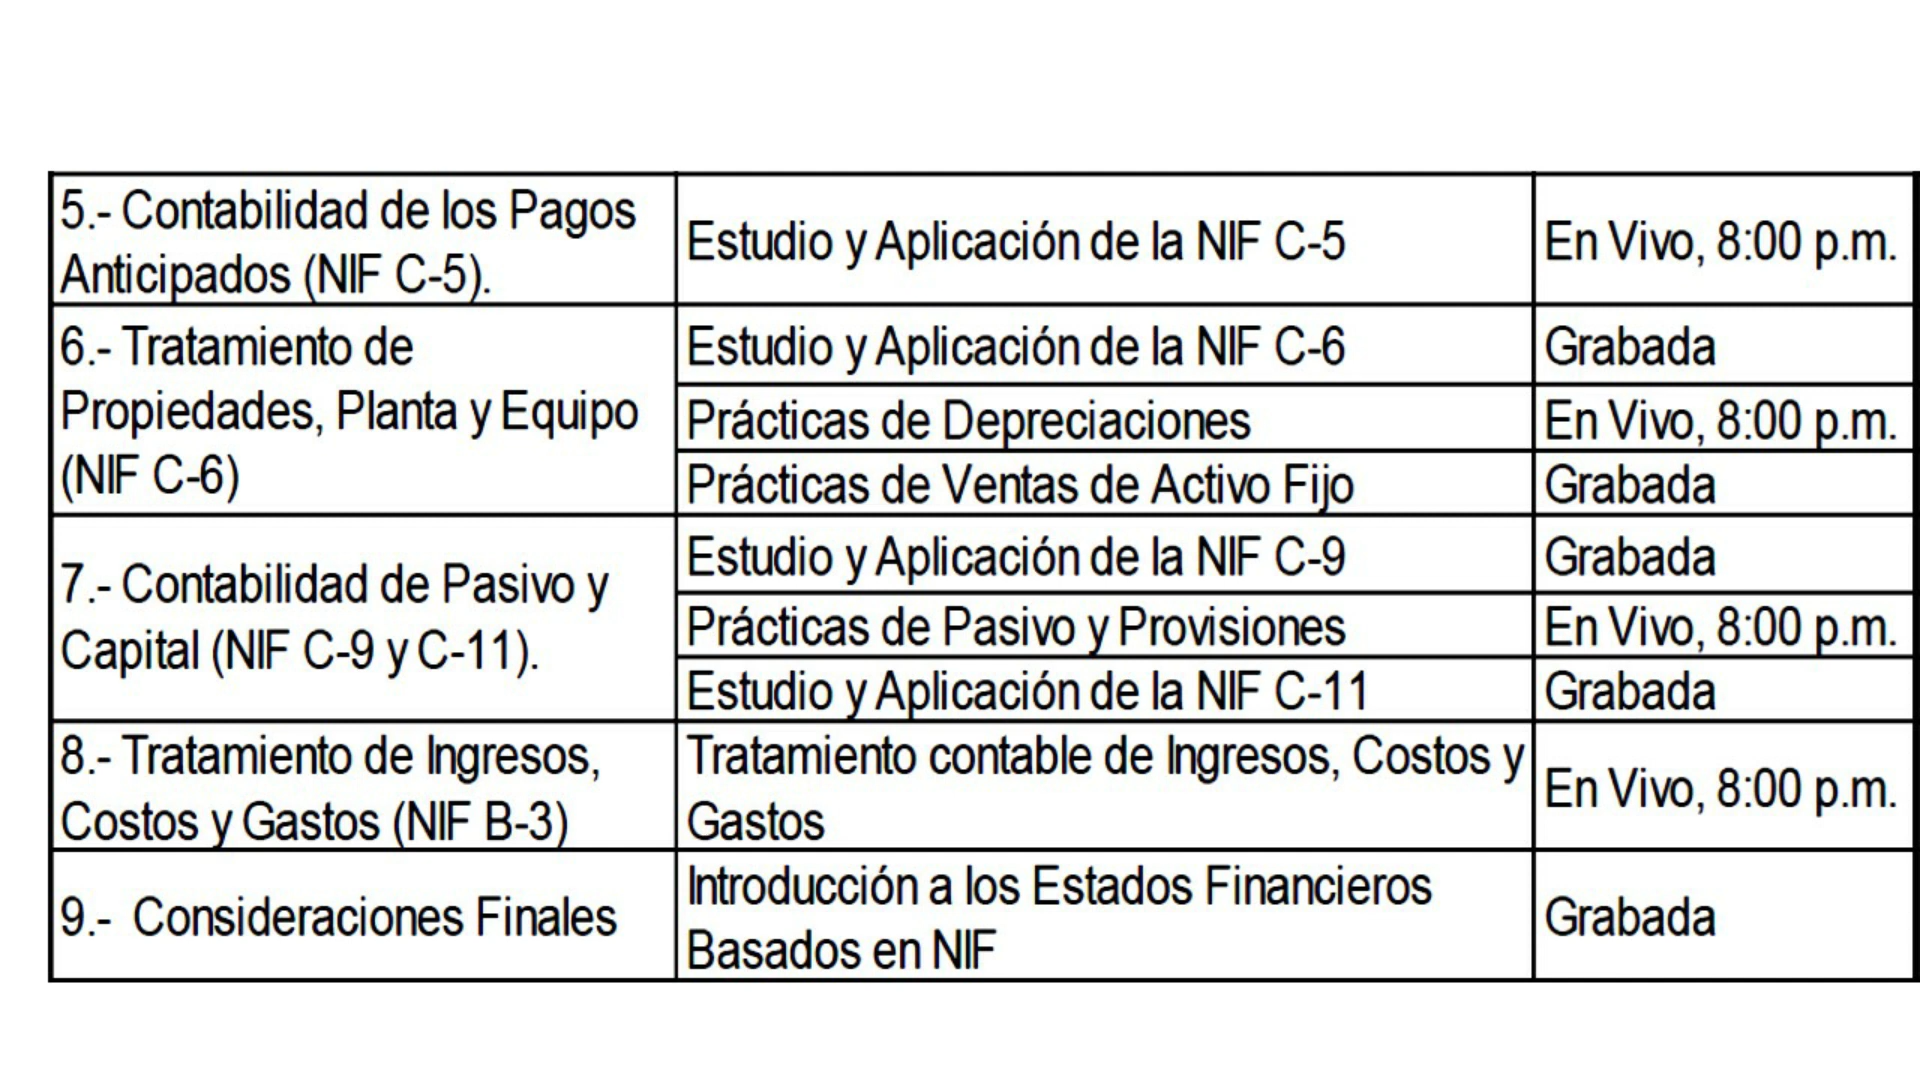 5.- Contabilidad de los Pagos
Anticipados (NIF C-5).
Estudio y Aplicación de la NIF C-5
En Vivo, 8:00 p.m.
6.- Tratamiento de
Propiedades, Planta y Equipo
(NIF C-6)
Estudio y Aplicación de la NIF C-6
Grabada
Prácticas de Depreciaciones
En Vivo, 8:00 p.m.
Prácticas de Ventas de Activo Fijo
Grabada
7.- Contabilidad de Pasivo y
Capital (NIF C-9 y C-11).
Estudio y Aplicación de la NIF C-9
Grabada
Prácticas de Pasivo y Provisiones
En Vivo, 8:00 p.m.
Estudio y Aplicación de la NIF C-11
Grabada
8.- Tratamiento de Ingresos,
Costos y Gastos (NIF B-3)
Tratamiento contable de Ingresos, Costos y
Gastos
En Vivo, 8:00 p.m.
9.- Consideraciones Finales
Introducción a los Estados Financieros
Basados en NIF
Grabada